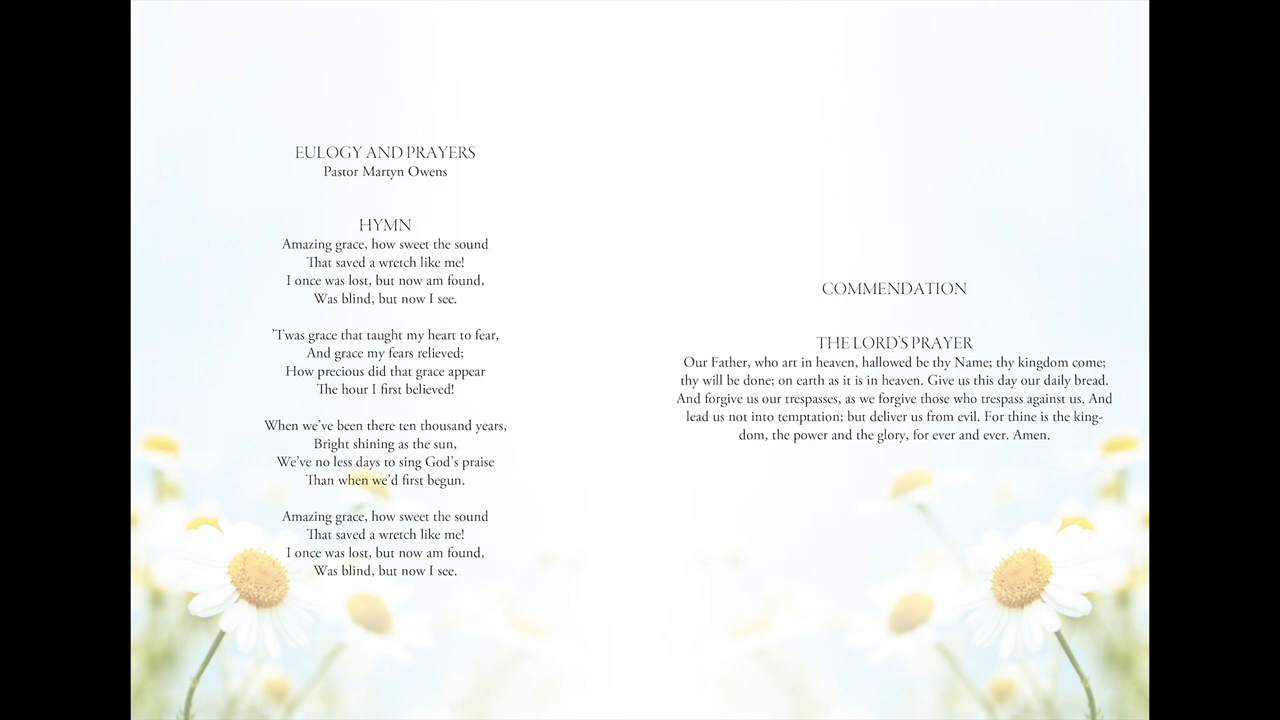 EULOGY AND PRAYERS
Pastor Martyn Owens
HYMN
Amazing grace, how sweet the sound
That saved a wretch like me!
I once was lost, but now am found,
Was blind, but now I see.
’Twas grace that taught my heart to fear,
And grace my fears relieved;
How precious did that grace appear
The hour I first believed!
When we’ve been there ten thousand years,
Bright shining as the sun,
We’ve no less days to sing God’s praise
Than when we’d first begun.
Amazing grace, how sweet the sound
That saved a wretch like me!
I once was lost, but now am found,
Was blind, but now I see.
COMMENDATION
THE LORD’S PRAYER
Our Father, who art in heaven, hallowed be thy Name; thy kingdom come;
thy will be done; on earth as it is in heaven. Give us this day our daily bread.
And forgive us our trespasses, as we forgive those who trespass against us. And
lead us not into temptation; but deliver us from evil. For thine is the king-
dom, the power and the glory, for ever and ever. Amen.